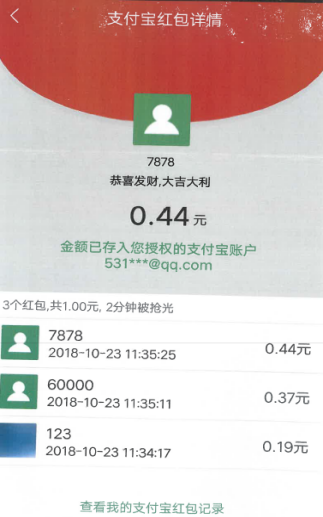 支付宝红包详情
7878
恭喜发财,大吉大利
0.44元
金额已存入您授权的支付宝账户
531***@qq.com
3个红包,共1.00元, 2分钟被抢光
7878
2018-10-23 11:35:25
0.44元
60000
2018-10-23 11:35:11
0.37元
123
2018-10-23 11:34:17
0.19元
查看我的支付宝红包记录